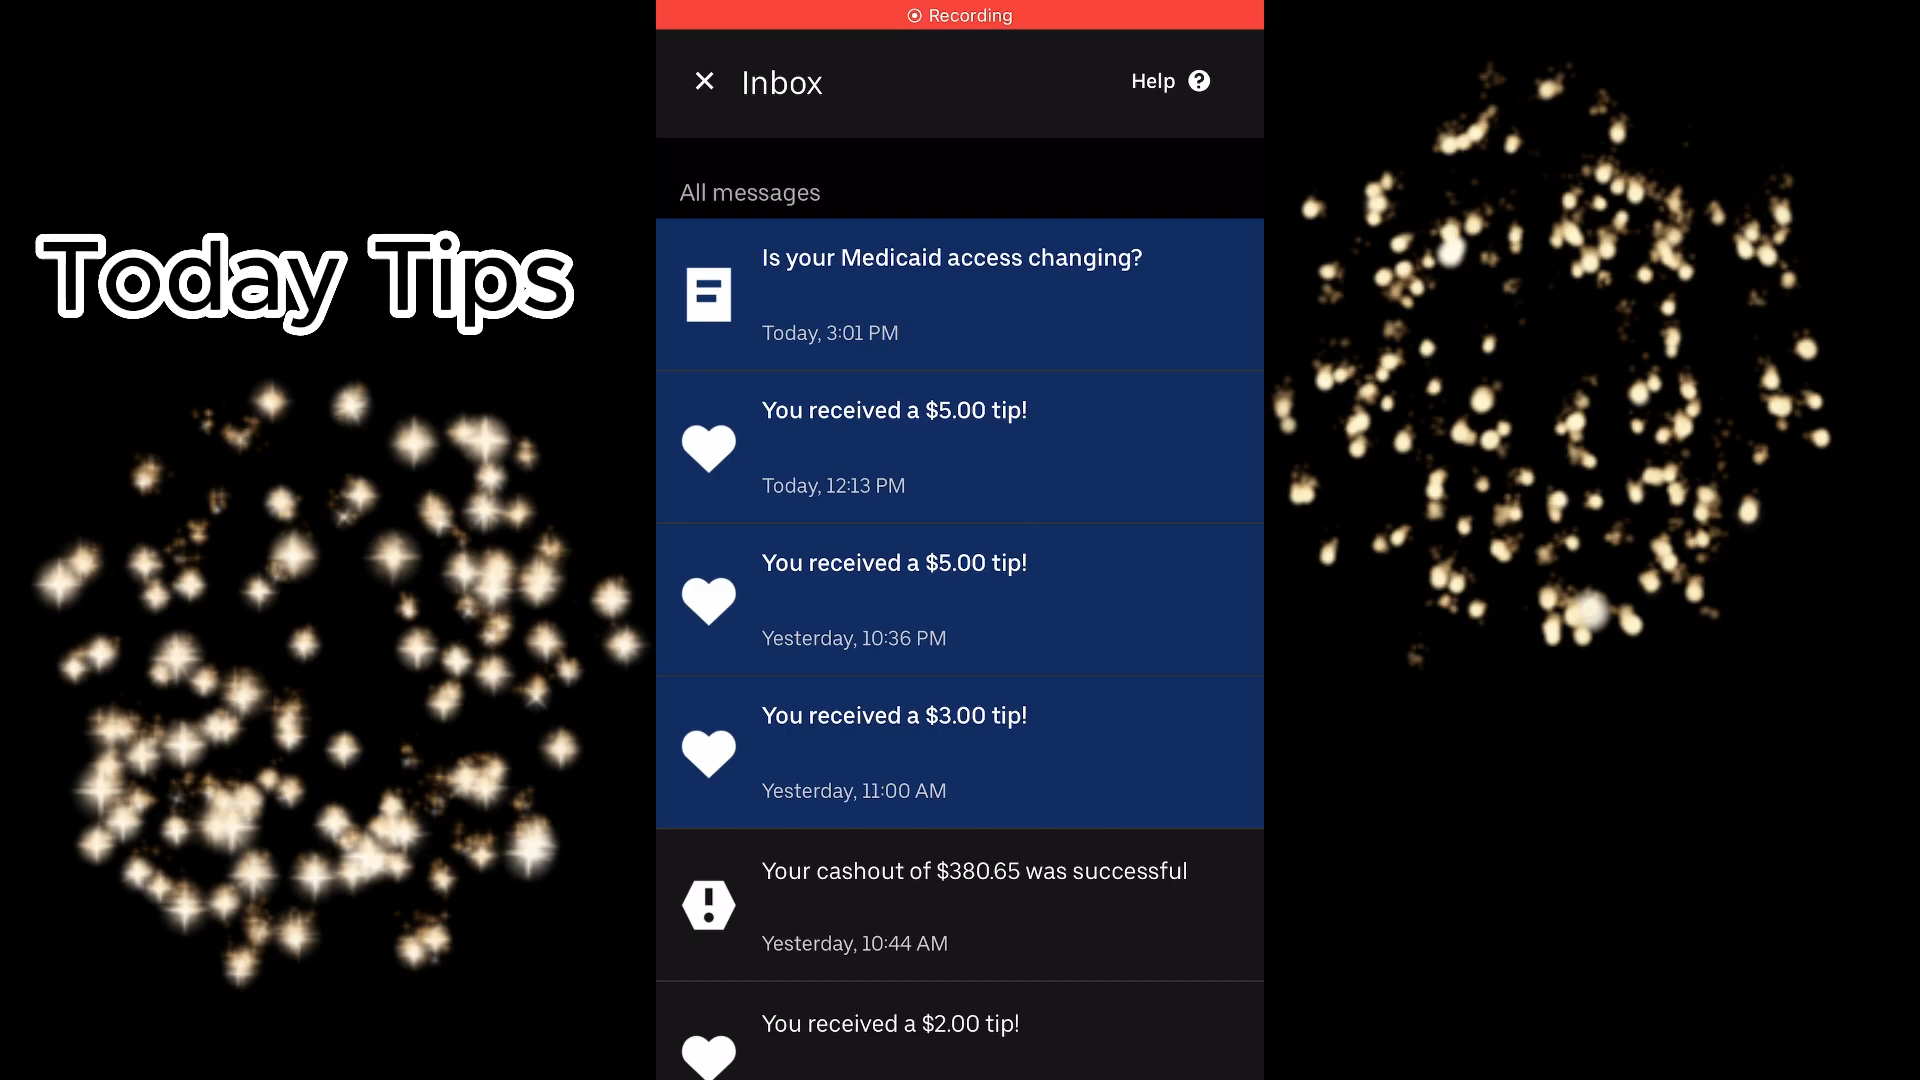 Recording
Inbox
Help
All messages
Today Tips
Is your Medicaid access changing?
Today, 3:01 PM
You received a $5.00 tip!
Today, 12:13 PM
You received a $5.00 tip!
Yesterday, 10:36 PM
You received a $3.00 tip!
Yesterday, 11:00 AM
Your cashout of $380.65 was successful
Yesterday, 10:44 AM
You received a $2.00 tip!